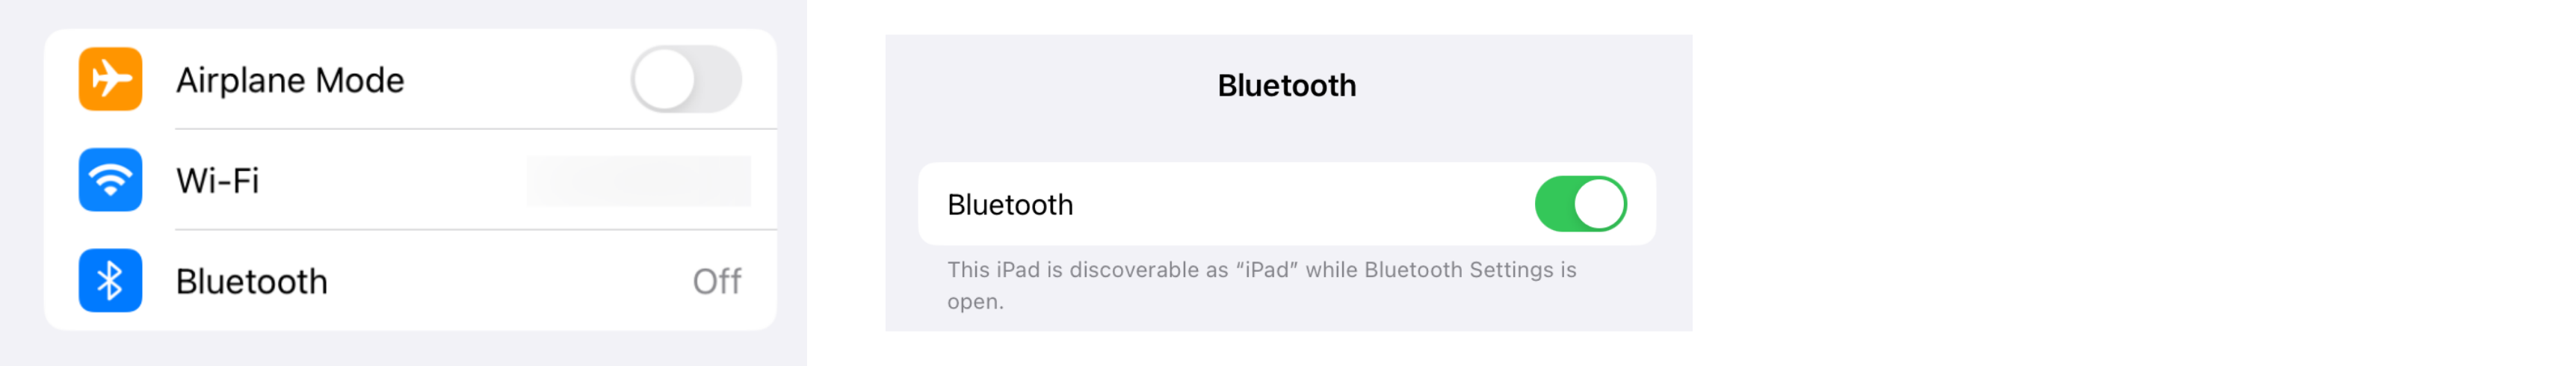 Airplane Mode
Wi-Fi
Bluetooth Off
Bluetooth
Bluetooth
This iPad is discoverable as “iPad” while Bluetooth Settings is
open.